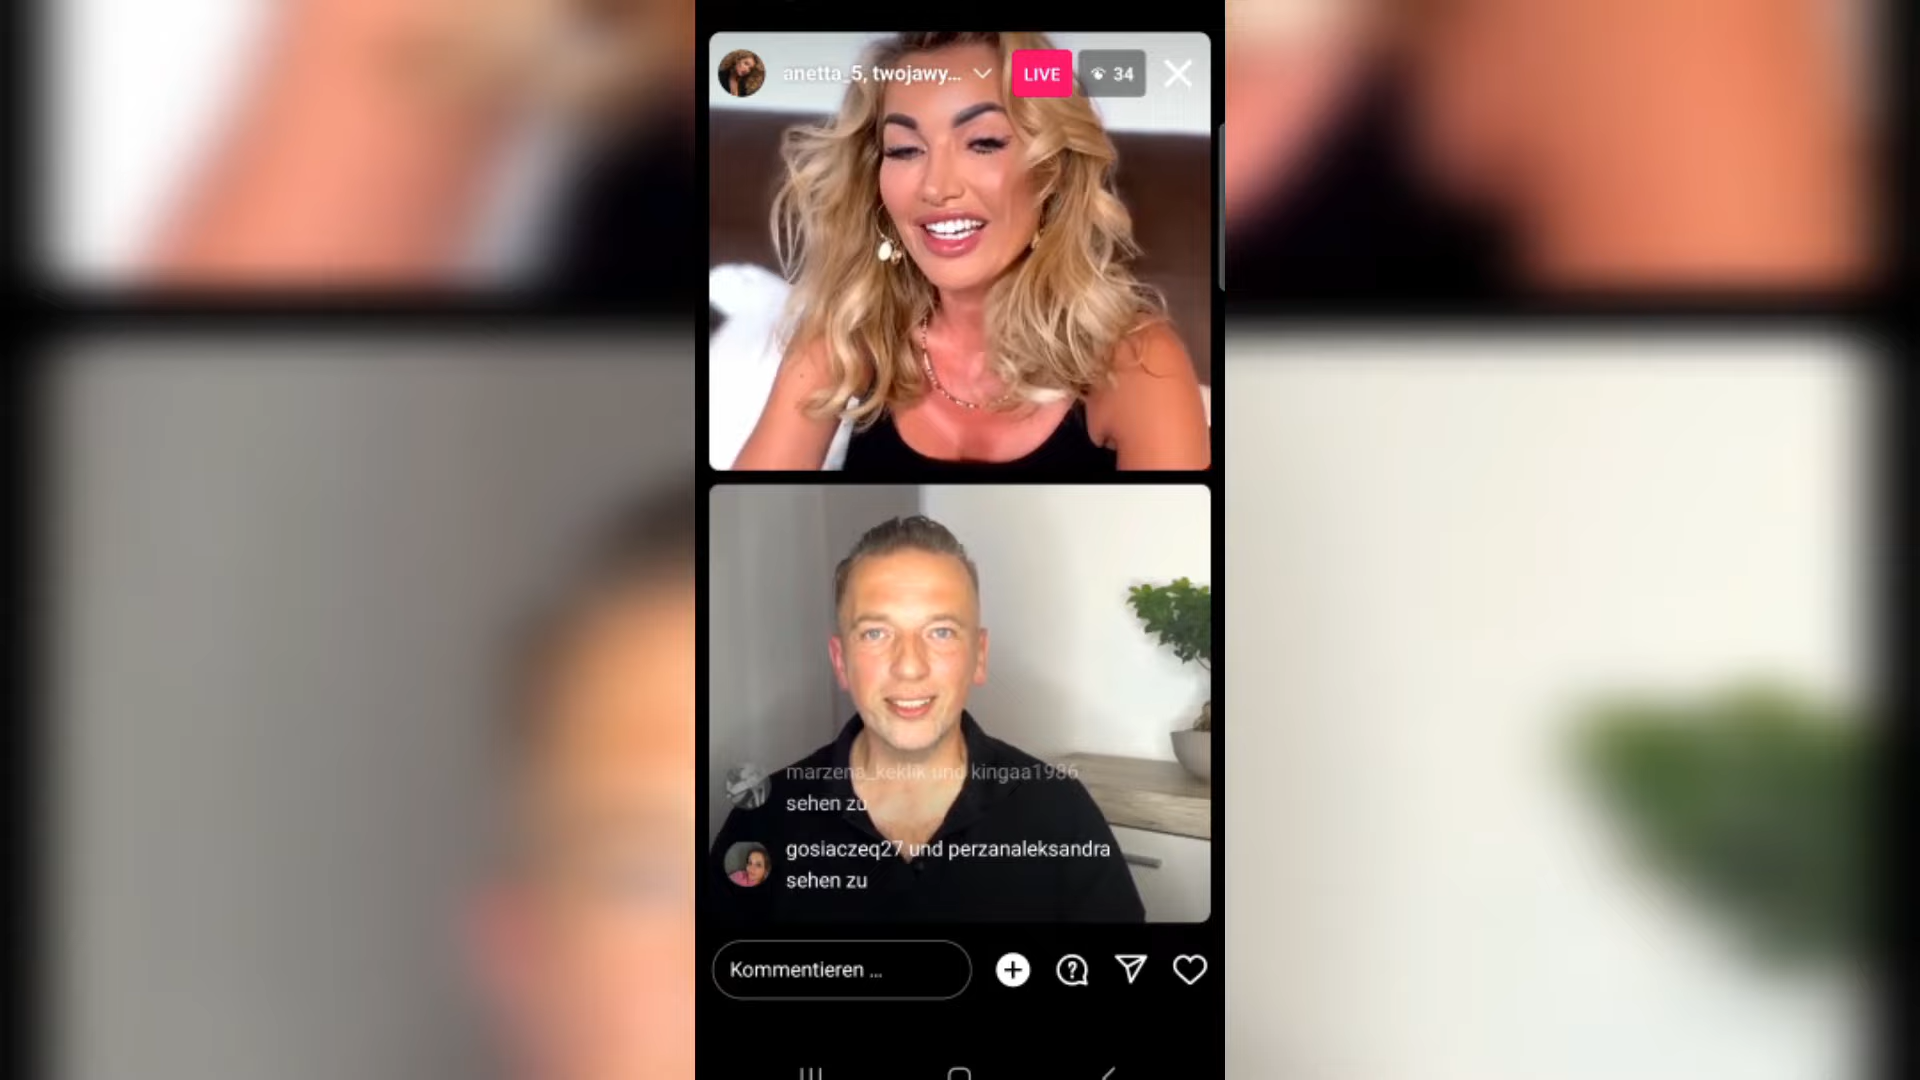 anetta_5, twojawy... LIVE 34
marzena_keklik und kingaa1986
sehen zu
gosiaczeq27 und perzanaleksandra
sehen zu
Kommentieren ...